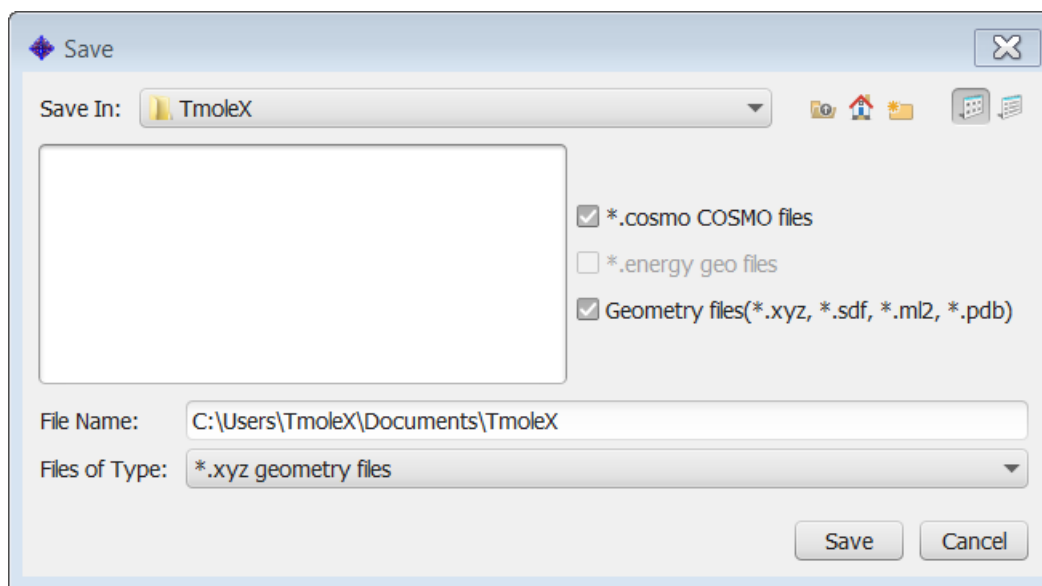 Save
Save In: TmoleX
*.cosmo COSMO files
*.energy geo files
Geometry files(*.xyz, *.sdf, *.ml2, *.pdb)
File Name: C:\Users\TmoleX\Documents\TmoleX
Files of Type: *.xyz geometry files
Save Cancel